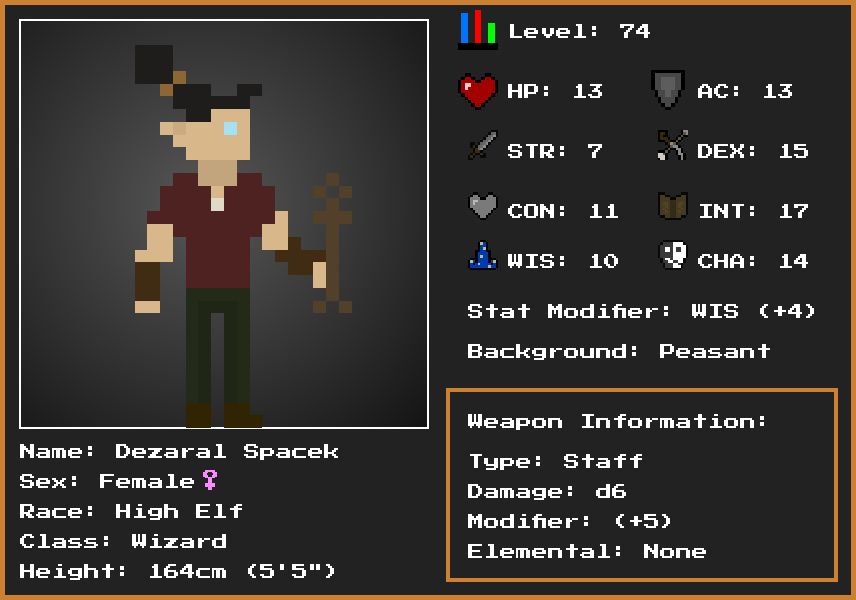 Level: 74
HP: 13
AC: 13
STR: 7
DEX: 15
CON: 11
INT: 17
WIS: 10
CHA: 14
Stat Modifier: WIS (+4)
Background: Peasant
Weapon Information:
Type: Staff
Damage: d6
Modifier: (+5)
Elemental: None
Name: Dezaral Spacek
Sex: Female♀
Race: High Elf
Class: Wizard
Height: 164cm (5'5")